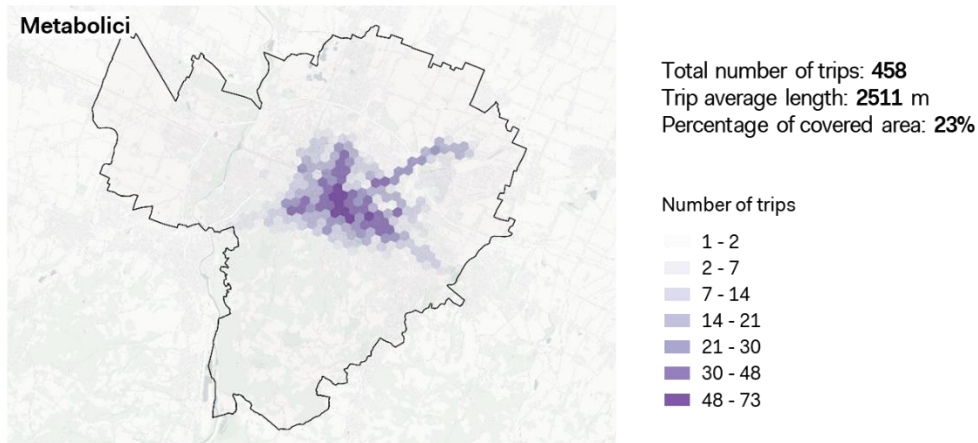 Metabolici
Total number of trips: 458
Trip average length: 2511 m
Percentage of covered area: 23%
Number of trips
1 - 2
2 - 7
7 - 14
14 - 21
21 - 30
30 - 48
48 - 73